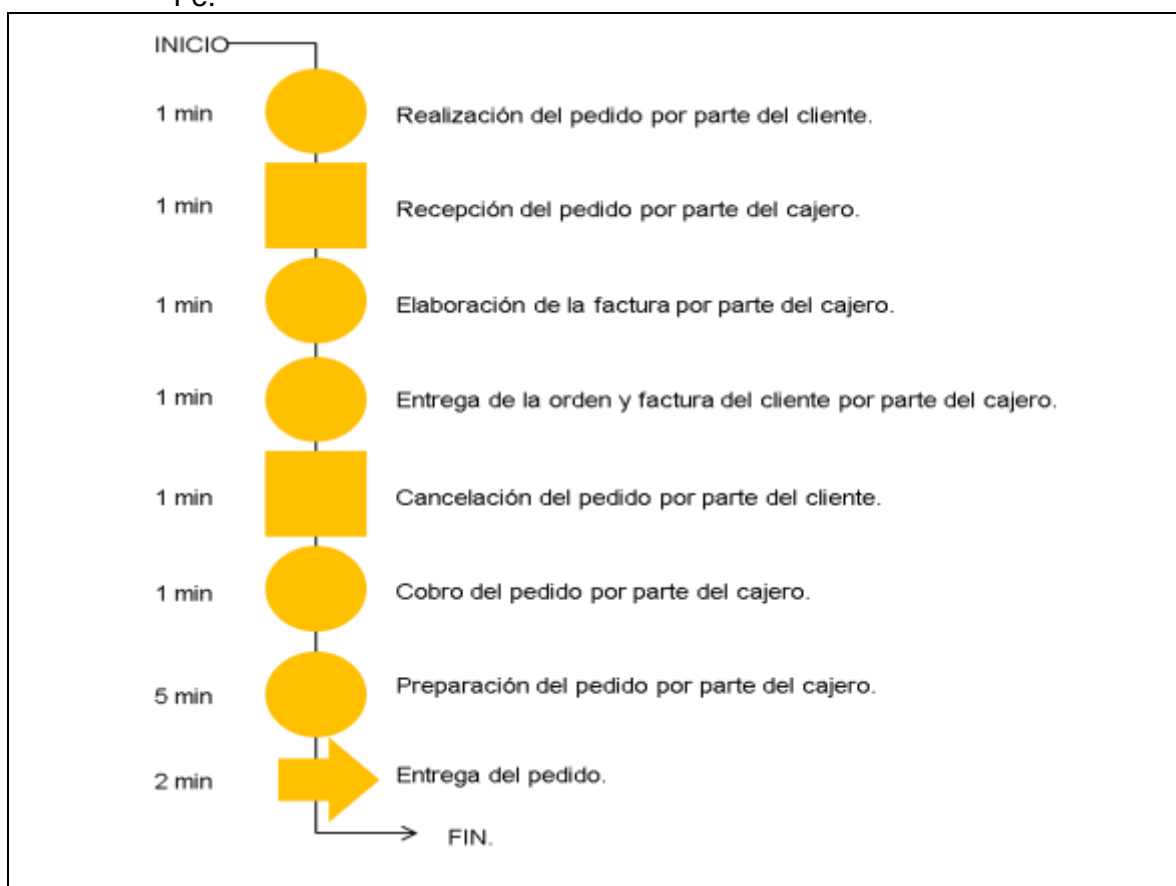 INICIO
1 min Realización del pedido por parte del cliente.
1 min Recepción del pedido por parte del cajero.
1 min Elaboración de la factura por parte del cajero.
1 min Entrega de la orden y factura del cliente por parte del cajero.
1 min Cancelación del pedido por parte del cliente.
1 min Cobro del pedido por parte del cajero.
5 min Preparación del pedido por parte del cajero.
2 min Entrega del pedido.
FIN.